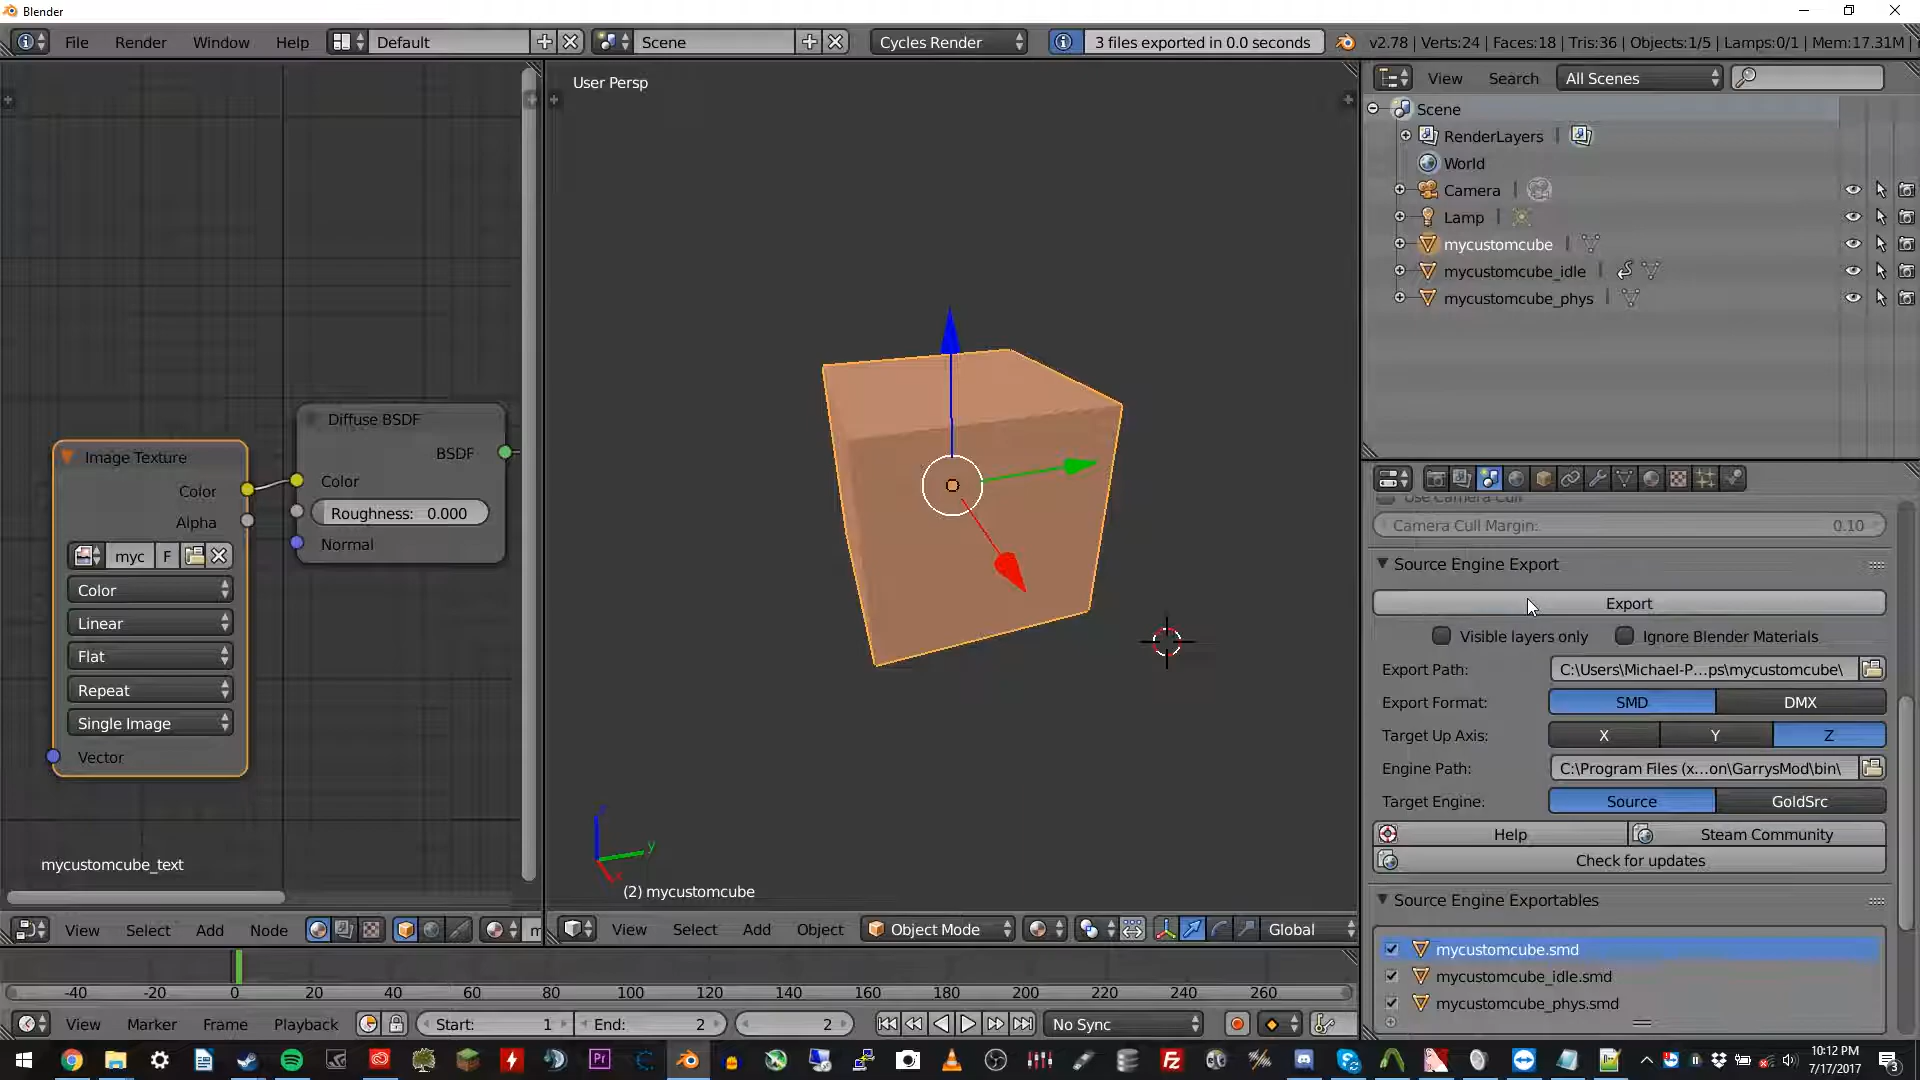 Blender
File Render Window Help Default Scene Cycles Render 3 files exported in 0.0 seconds v2.78 | Verts:24 | Faces:18 | Tris:36 | Objects:1/5 | Lamps:0/1 | Mem:17.31M |
User Persp
View Search All Scenes
Scene
RenderLayers
World
Camera
Lamp
mycustomcube
mycustomcube_idle
mycustomcube_phys
Diffuse BSDF
BSDF
Color
Roughness: 0.000
Normal
Image Texture
Color
Alpha
myc F
Color
Linear
Flat
Repeat
Single Image
Vector
mycustomcube_text
(2) mycustomcube
z
y
x
Use Camera Cull
Camera Cull Margin: 0.10
Source Engine Export
Export
Visible layers only Ignore Blender Materials
Export Path: C:\Users\Michael-P...ps\mycustomcube\
Export Format: SMD DMX
Target Up Axis: X Y Z
Engine Path: C:\Program Files (x...on\GarrysMod\bin\
Target Engine: Source GoldSrc
Help Steam Community
Check for updates
Source Engine Exportables
mycustomcube.smd
mycustomcube_idle.smd
mycustomcube_phys.smd
View Select Add Node m
View Select Add Object Object Mode Global
-40 -20 0 20 40 60 80 100 120 140 160 180 200 220 240 260
View Marker Frame Playback Start: 1 End: 2 2 No Sync
10:12 PM
7/17/2017
3